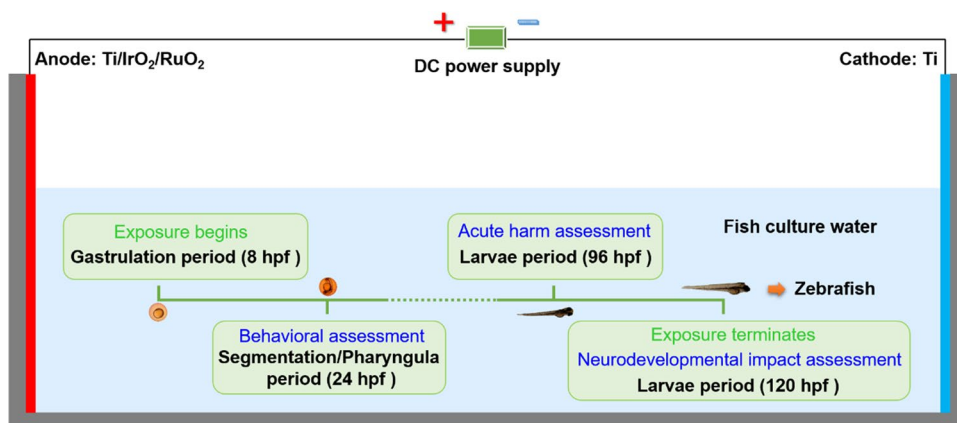 + −
Anode: Ti/IrO₂/RuO₂
DC power supply
Cathode: Ti
Exposure begins
Gastrulation period (8 hpf )
Acute harm assessment
Larvae period (96 hpf )
Fish culture water
Zebrafish
Behavioral assessment
Segmentation/Pharyngula
period (24 hpf )
Exposure terminates
Neurodevelopmental impact assessment
Larvae period (120 hpf )